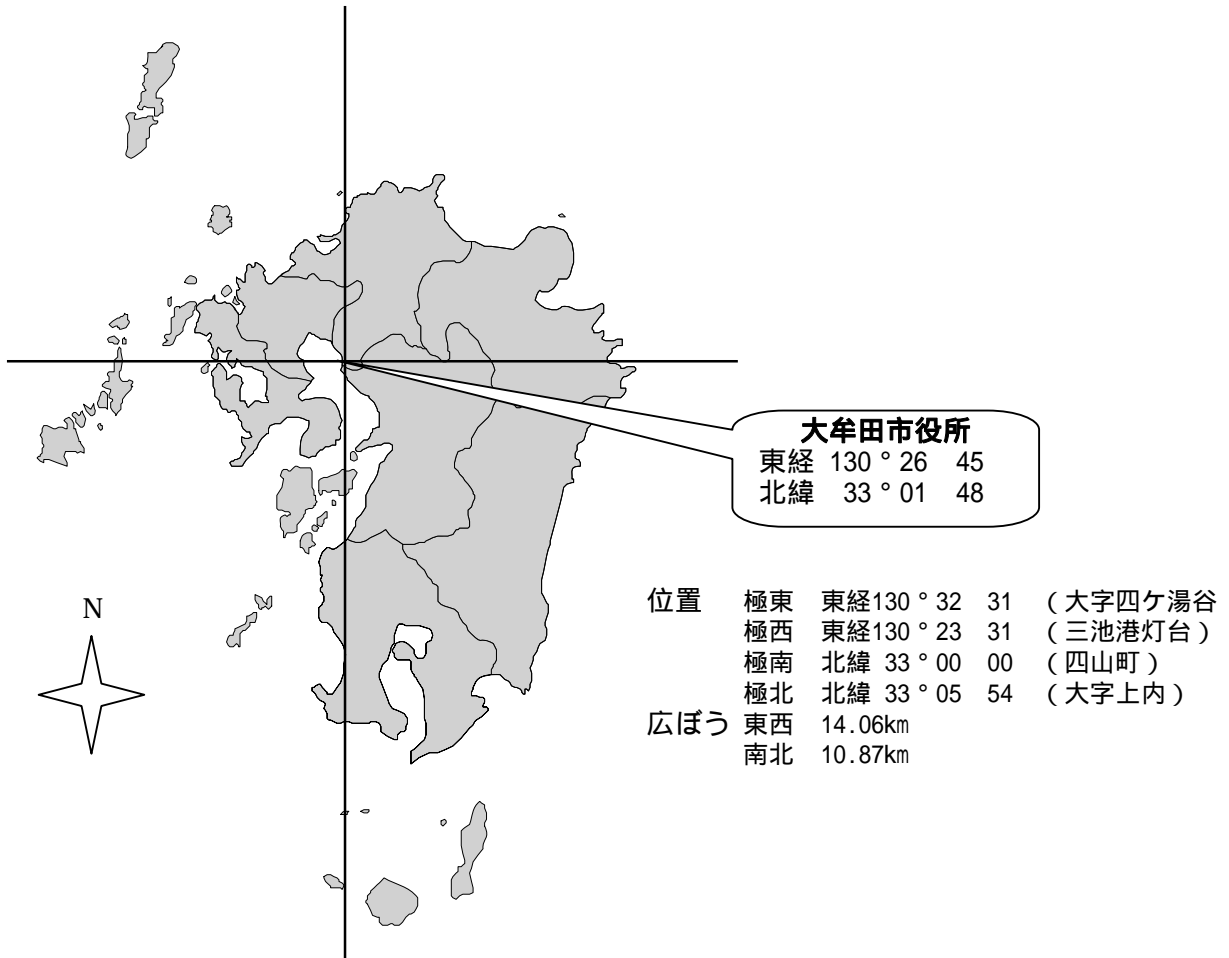 N
大牟田市役所
東経 130°26 45
北緯 33°01 48
位置 極東 東経130°32 31 (大字四ケ湯谷
極西 東経130°23 31 (三池港灯台)
極南 北緯 33°00 00 (四山町)
極北 北緯 33°05 54 (大字上内)
広ぼう 東西 14.06km
南北 10.87km